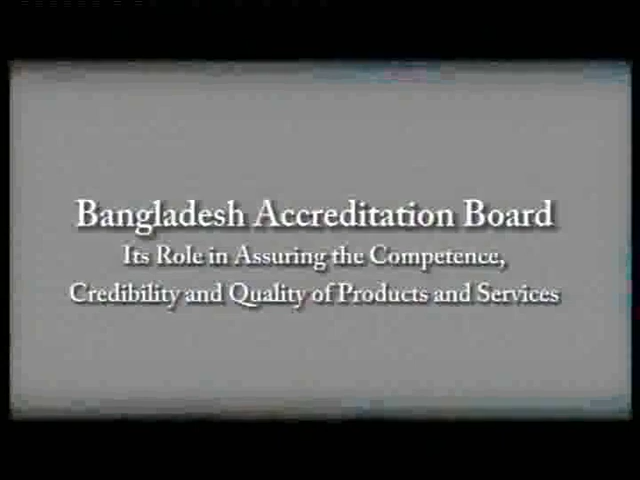 Bangladesh Accreditation Board
Its Role in Assuring the Competence,
Credibility and Quality of Products and Services